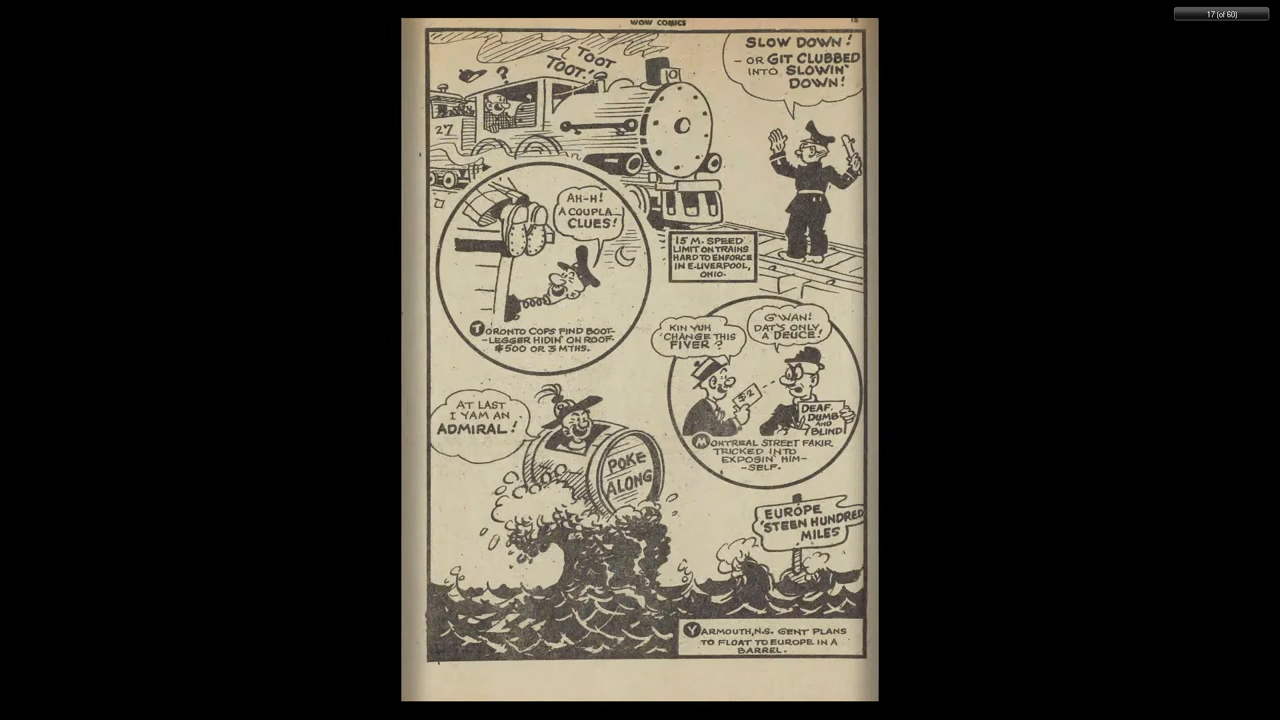 17 (of 60)
WOW COMICS
TOOT
TOOT!
?
SLOW DOWN!
- OR GIT CLUBBED
INTO SLOWIN'
DOWN!
27
AH-H!
A COUPLA
CLUES!
15 M. SPEED
LIMIT ON TRAINS
HARD TO ENFORCE
IN E. LIVERPOOL,
OHIO.
TORONTO COPS FIND BOOT-
-LEGGER HIDIN' ON ROOF.
$500 OR 3 MTHS.
KIN YUH
CHANGE THIS
FIVER?
G'WAN!
DAT'S ONLY
A DEUCE!
$2
DEAF,
DUMB
AND
BLIND
MONTREAL STREET FAKIR
TRICKED INTO
EXPOSIN' HIM-
-SELF.
AT LAST
I YAM AN
ADMIRAL!
POKE
ALONG
EUROPE
'STEEN HUNDRED
MILES
YARMOUTH, N.S. GENT PLANS
TO FLOAT TO EUROPE IN A
BARREL.